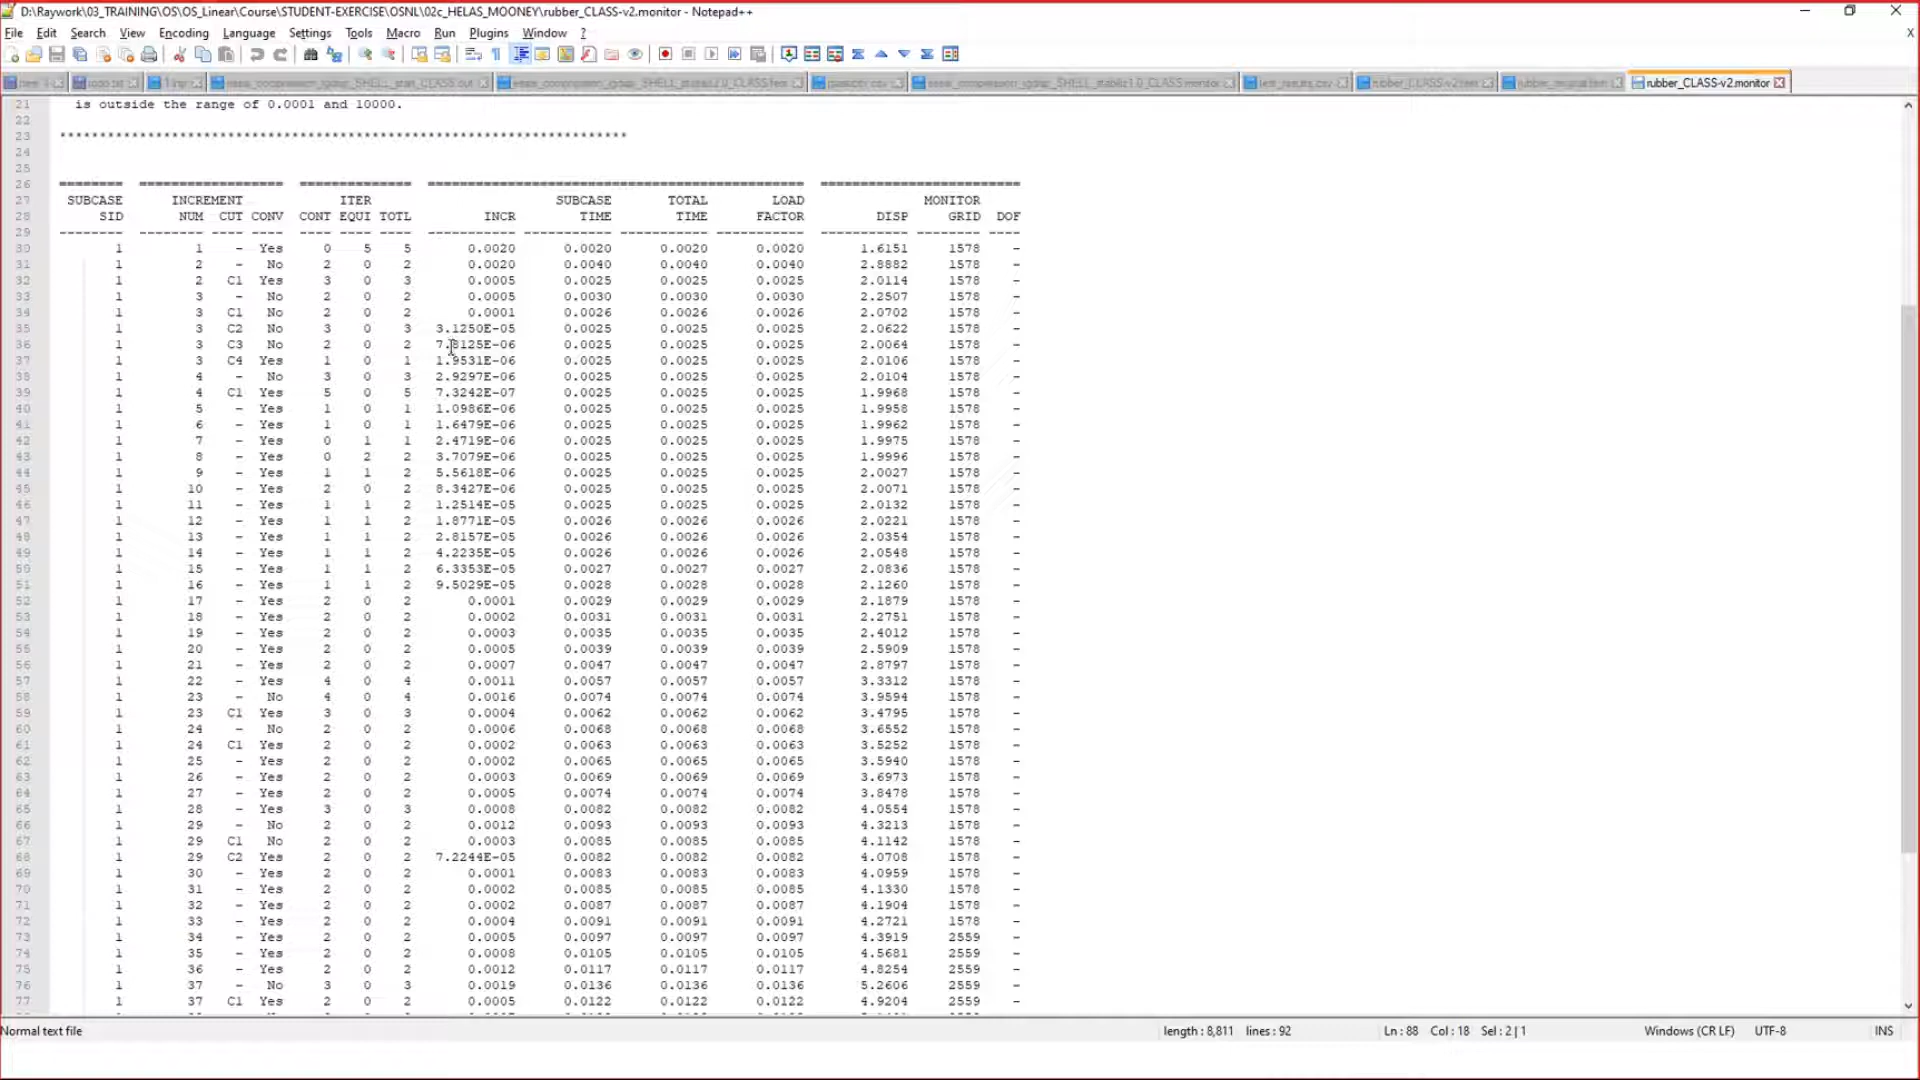 D:\Raywork\03_TRAINING\OS\OS_Linear\Course\STUDENT-EXERCISE\OSNL\02c_HELAS_MOONEY\rubber_CLASS-v2.monitor - Notepad++
File Edit Search View Encoding Language Settings Tools Macro Run Plugins Window ?
rubber_CLASS-v2.monitor
21 is outside the range of 0.0001 and 10000.
22
23 ***********************************************************************
24
25
26 ======== ================== ============== =============================================== =========================
27 SUBCASE INCREMENT ITER SUBCASE TOTAL LOAD MONITOR
28 SID NUM CUT CONV CONT EQUI TOTL INCR TIME TIME FACTOR DISP GRID DOF
29 -------- -------- ---- ---- ---- ---- ---- ----------- ----------- ----------- ----------- ----------- -------- ----
30 1 1 - Yes 0 5 5 0.0020 0.0020 0.0020 0.0020 1.6151 1578 -
31 1 2 - No 2 0 2 0.0020 0.0040 0.0040 0.0040 2.8882 1578 -
32 1 2 C1 Yes 3 0 3 0.0005 0.0025 0.0025 0.0025 2.0114 1578 -
33 1 3 - No 2 0 2 0.0005 0.0030 0.0030 0.0030 2.2507 1578 -
34 1 3 C1 No 2 0 2 0.0001 0.0026 0.0026 0.0026 2.0702 1578 -
35 1 3 C2 No 3 0 3 3.1250E-05 0.0025 0.0025 0.0025 2.0622 1578 -
36 1 3 C3 No 2 0 2 7.8125E-06 0.0025 0.0025 0.0025 2.0064 1578 -
37 1 3 C4 Yes 1 0 1 1.9531E-06 0.0025 0.0025 0.0025 2.0106 1578 -
38 1 4 - No 3 0 3 2.9297E-06 0.0025 0.0025 0.0025 2.0104 1578 -
39 1 4 C1 Yes 5 0 5 7.3242E-07 0.0025 0.0025 0.0025 1.9968 1578 -
40 1 5 - Yes 1 0 1 1.0986E-06 0.0025 0.0025 0.0025 1.9958 1578 -
41 1 6 - Yes 1 0 1 1.6479E-06 0.0025 0.0025 0.0025 1.9962 1578 -
42 1 7 - Yes 0 1 1 2.4719E-06 0.0025 0.0025 0.0025 1.9975 1578 -
43 1 8 - Yes 0 2 2 3.7079E-06 0.0025 0.0025 0.0025 1.9996 1578 -
44 1 9 - Yes 1 1 2 5.5618E-06 0.0025 0.0025 0.0025 2.0027 1578 -
45 1 10 - Yes 2 0 2 8.3427E-06 0.0025 0.0025 0.0025 2.0071 1578 -
46 1 11 - Yes 1 1 2 1.2514E-05 0.0025 0.0025 0.0025 2.0132 1578 -
47 1 12 - Yes 1 1 2 1.8771E-05 0.0026 0.0026 0.0026 2.0221 1578 -
48 1 13 - Yes 1 1 2 2.8157E-05 0.0026 0.0026 0.0026 2.0354 1578 -
49 1 14 - Yes 1 1 2 4.2235E-05 0.0026 0.0026 0.0026 2.0548 1578 -
50 1 15 - Yes 1 1 2 6.3353E-05 0.0027 0.0027 0.0027 2.0836 1578 -
51 1 16 - Yes 1 1 2 9.5029E-05 0.0028 0.0028 0.0028 2.1260 1578 -
52 1 17 - Yes 2 0 2 0.0001 0.0029 0.0029 0.0029 2.1879 1578 -
53 1 18 - Yes 2 0 2 0.0002 0.0031 0.0031 0.0031 2.2751 1578 -
54 1 19 - Yes 2 0 2 0.0003 0.0035 0.0035 0.0035 2.4012 1578 -
55 1 20 - Yes 2 0 2 0.0005 0.0039 0.0039 0.0039 2.5909 1578 -
56 1 21 - Yes 2 0 2 0.0007 0.0047 0.0047 0.0047 2.8797 1578 -
57 1 22 - Yes 4 0 4 0.0011 0.0057 0.0057 0.0057 3.3312 1578 -
58 1 23 - No 4 0 4 0.0016 0.0074 0.0074 0.0074 3.9594 1578 -
59 1 23 C1 Yes 3 0 3 0.0004 0.0062 0.0062 0.0062 3.4795 1578 -
60 1 24 - No 2 0 2 0.0006 0.0068 0.0068 0.0068 3.6552 1578 -
61 1 24 C1 Yes 2 0 2 0.0002 0.0063 0.0063 0.0063 3.5252 1578 -
62 1 25 - Yes 2 0 2 0.0002 0.0065 0.0065 0.0065 3.5940 1578 -
63 1 26 - Yes 2 0 2 0.0003 0.0069 0.0069 0.0069 3.6973 1578 -
64 1 27 - Yes 2 0 2 0.0005 0.0074 0.0074 0.0074 3.8478 1578 -
65 1 28 - Yes 3 0 3 0.0008 0.0082 0.0082 0.0082 4.0554 1578 -
66 1 29 - No 2 0 2 0.0012 0.0093 0.0093 0.0093 4.3213 1578 -
67 1 29 C1 No 2 0 2 0.0003 0.0085 0.0085 0.0085 4.1142 1578 -
68 1 29 C2 Yes 2 0 2 7.2244E-05 0.0082 0.0082 0.0082 4.0708 1578 -
69 1 30 - Yes 2 0 2 0.0001 0.0083 0.0083 0.0083 4.0959 1578 -
70 1 31 - Yes 2 0 2 0.0002 0.0085 0.0085 0.0085 4.1330 1578 -
71 1 32 - Yes 2 0 2 0.0002 0.0087 0.0087 0.0087 4.1904 1578 -
72 1 33 - Yes 2 0 2 0.0004 0.0091 0.0091 0.0091 4.2721 1578 -
73 1 34 - Yes 2 0 2 0.0005 0.0097 0.0097 0.0097 4.3919 2559 -
74 1 35 - Yes 2 0 2 0.0008 0.0105 0.0105 0.0105 4.5681 2559 -
75 1 36 - Yes 2 0 2 0.0012 0.0117 0.0117 0.0117 4.8254 2559 -
76 1 37 - No 3 0 3 0.0019 0.0136 0.0136 0.0136 5.2606 2559 -
77 1 37 C1 Yes 2 0 2 0.0005 0.0122 0.0122 0.0122 4.9204 2559 -
Normal text file length : 8,811 lines : 92 Ln : 88 Col : 18 Sel : 2 | 1 Windows (CR LF) UTF-8 INS